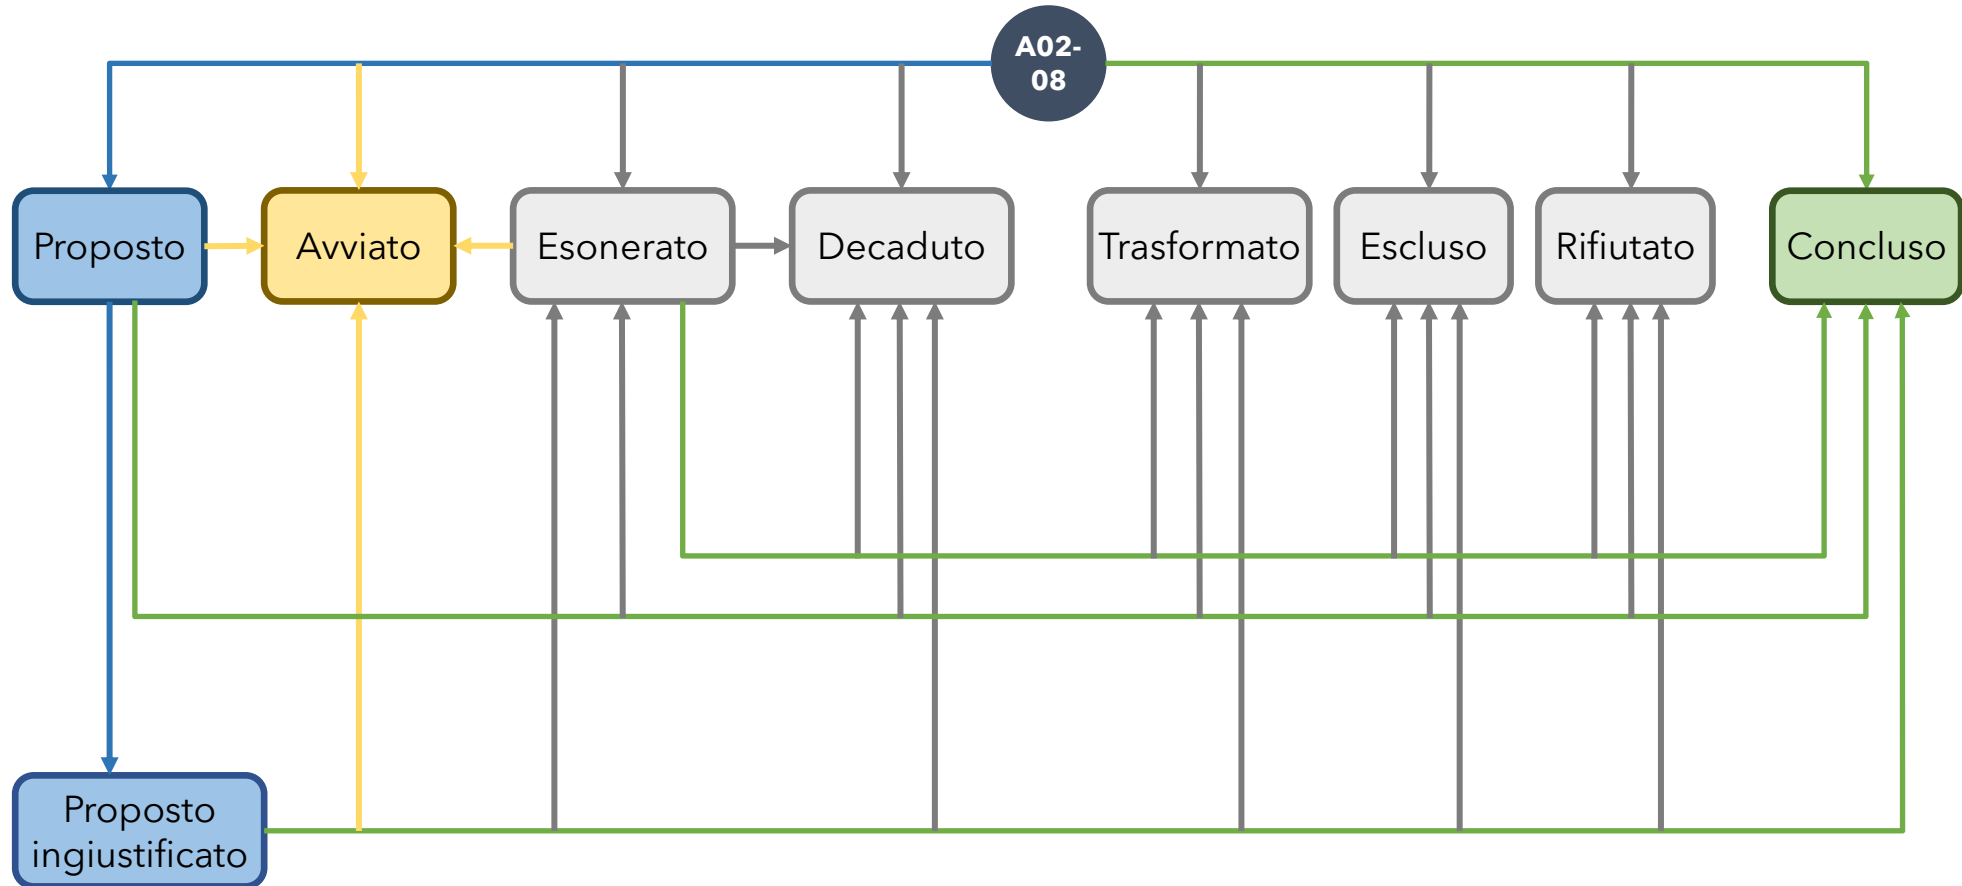 A02-
08
Proposto
Avviato
Esonerato
Decaduto
Trasformato
Escluso
Rifiutato
Concluso
Proposto
ingiustificato